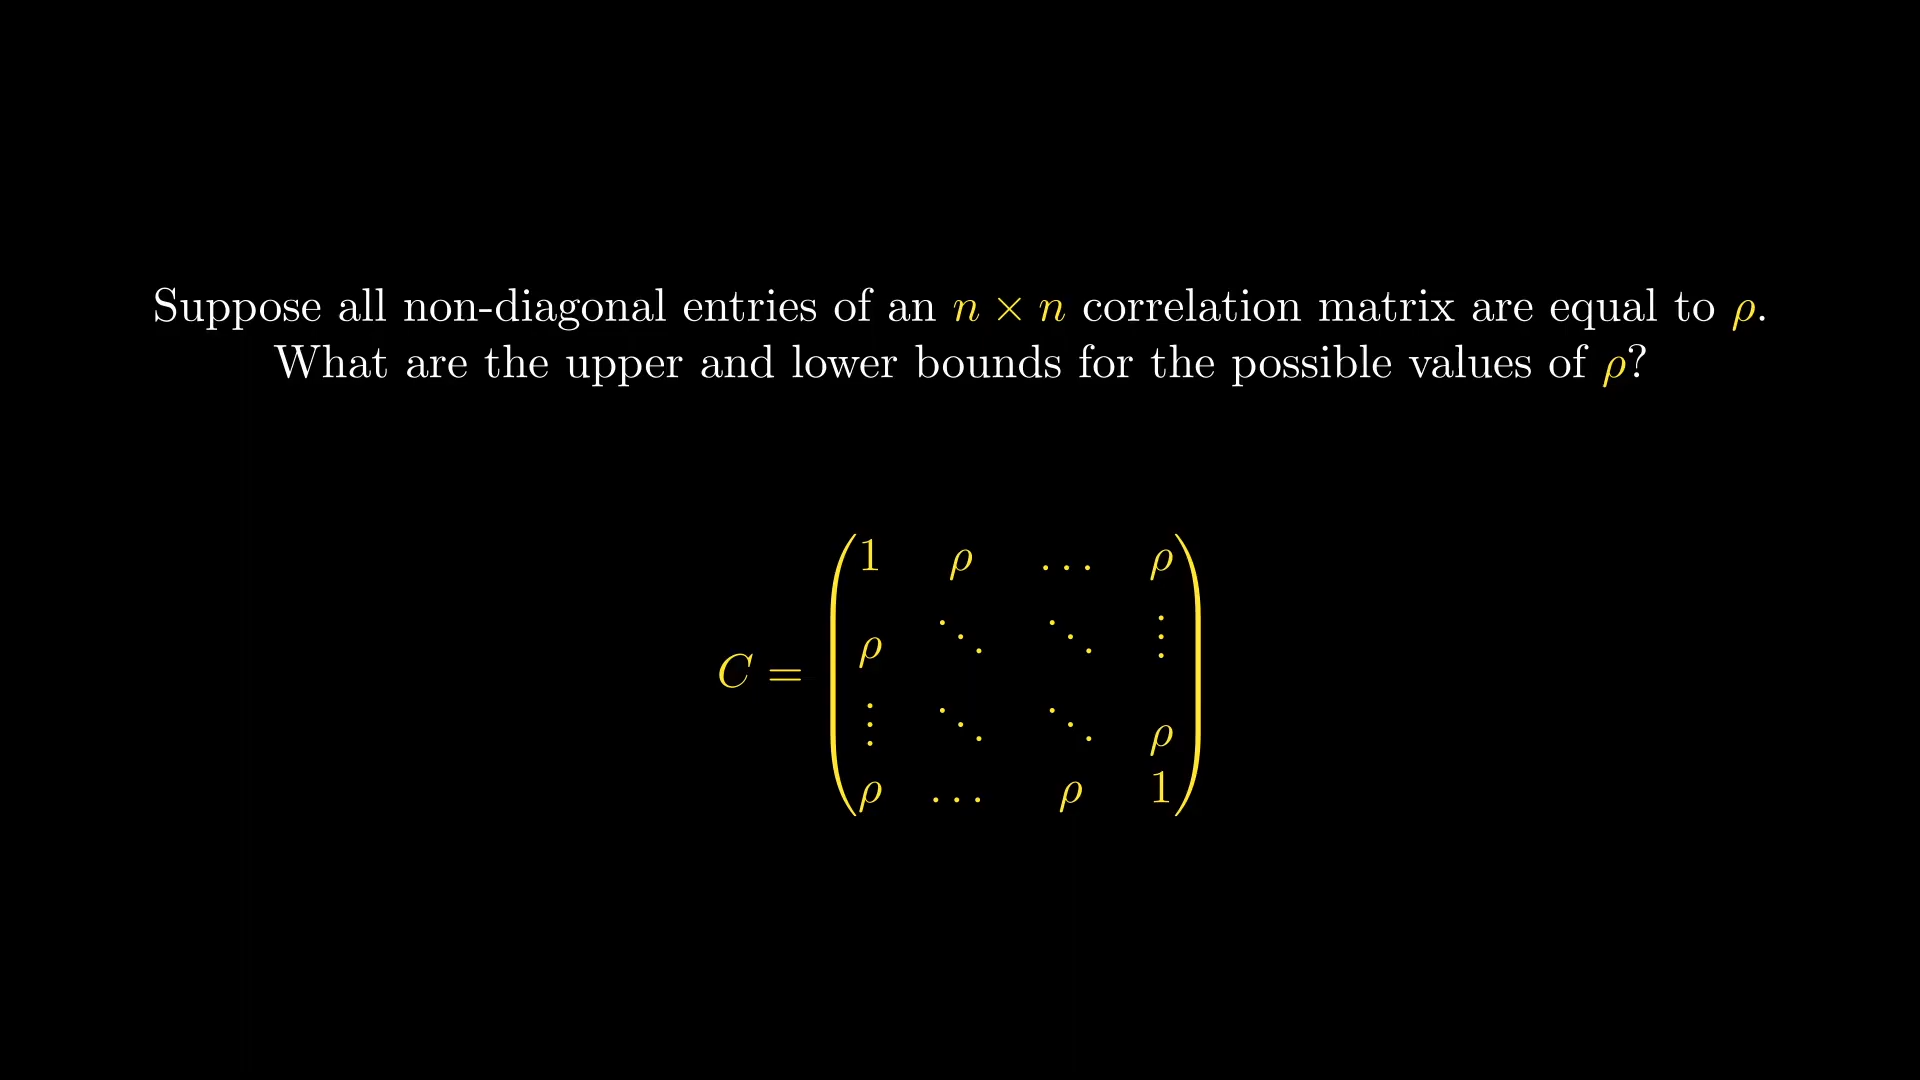 Suppose all non-diagonal entries of an n × n correlation matrix are equal to ρ.
What are the upper and lower bounds for the possible values of ρ?
1 ρ … ρ
ρ ⋱ ⋱ ⋮
C =
⋮ ⋱ ⋱ ρ
ρ … ρ 1